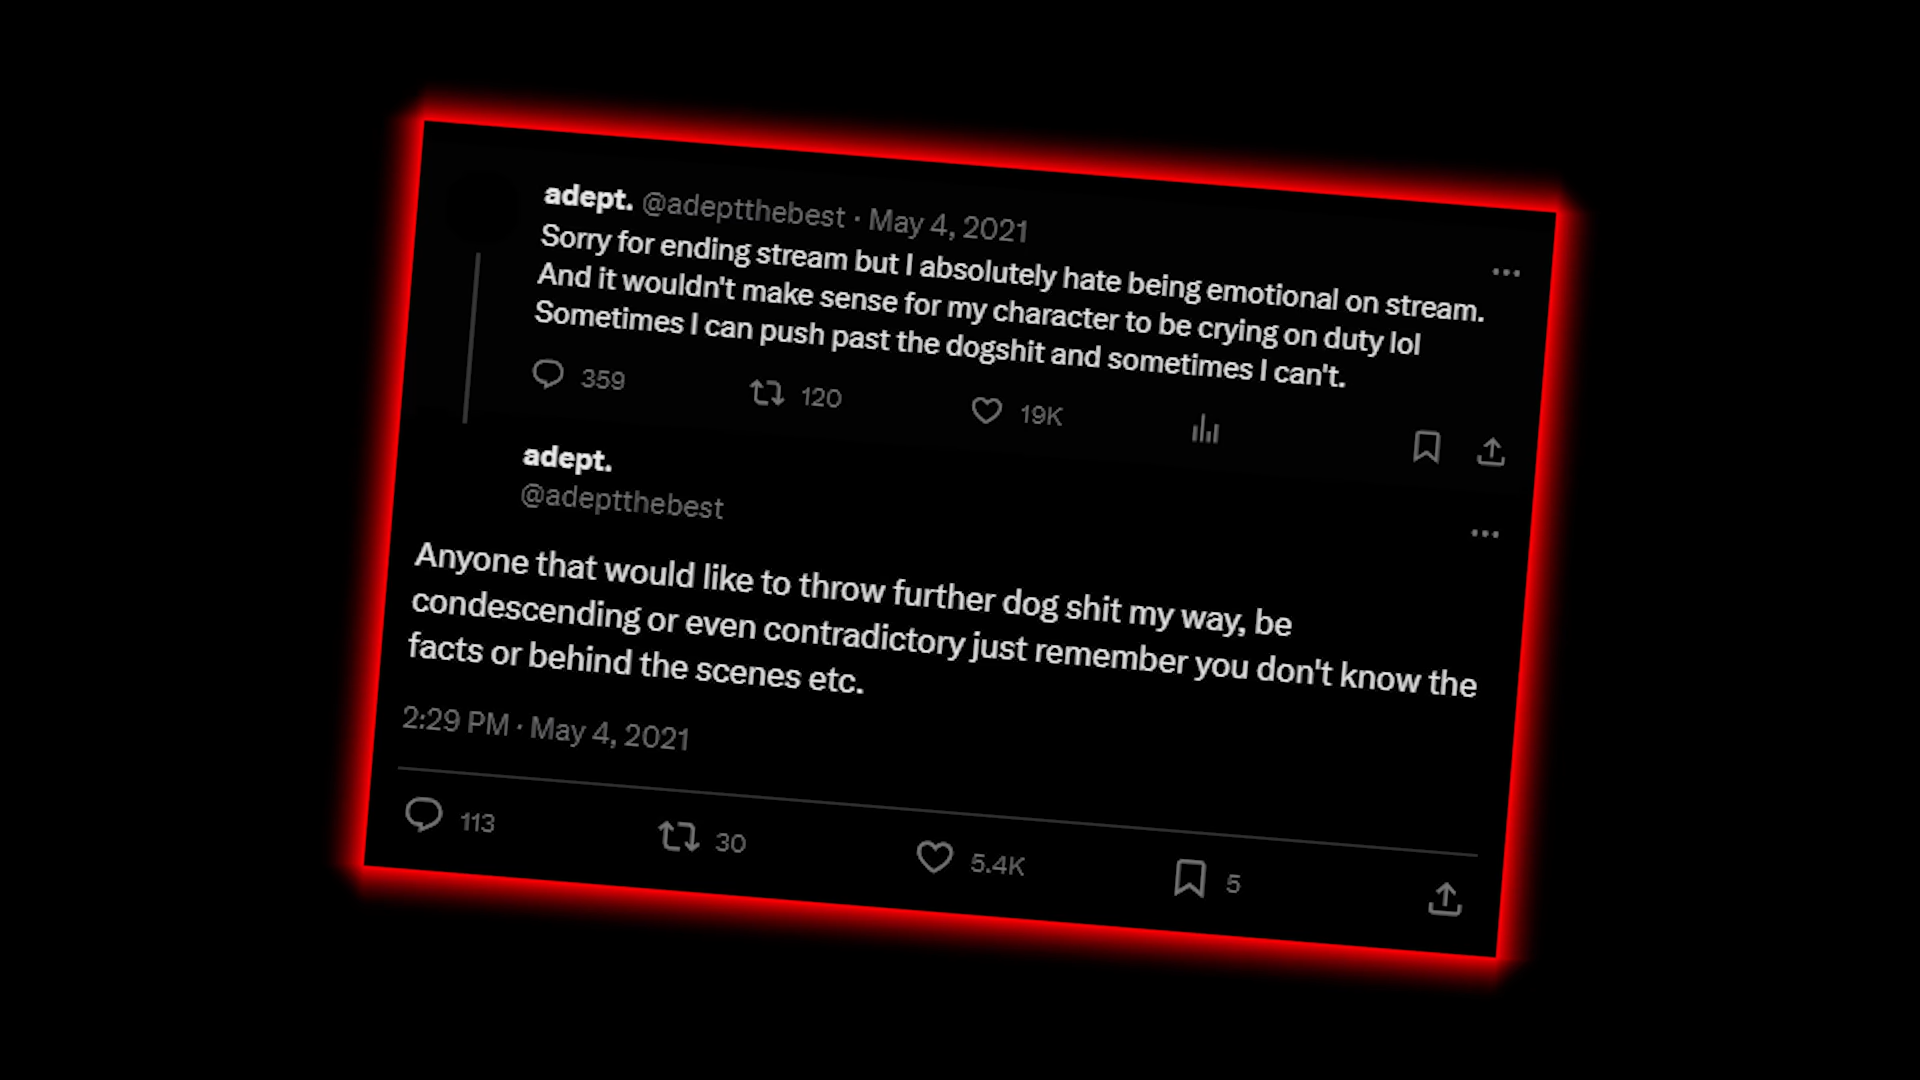 adept. @adeptthebest · May 4, 2021
Sorry for ending stream but I absolutely hate being emotional on stream.
And it wouldn't make sense for my character to be crying on duty lol
Sometimes I can push past the dogshit and sometimes I can't.
359 120 19K
adept.
@adeptthebest
Anyone that would like to throw further dog shit my way, be
condescending or even contradictory just remember you don't know the
facts or behind the scenes etc.
2:29 PM · May 4, 2021
113 30 5.4K 5